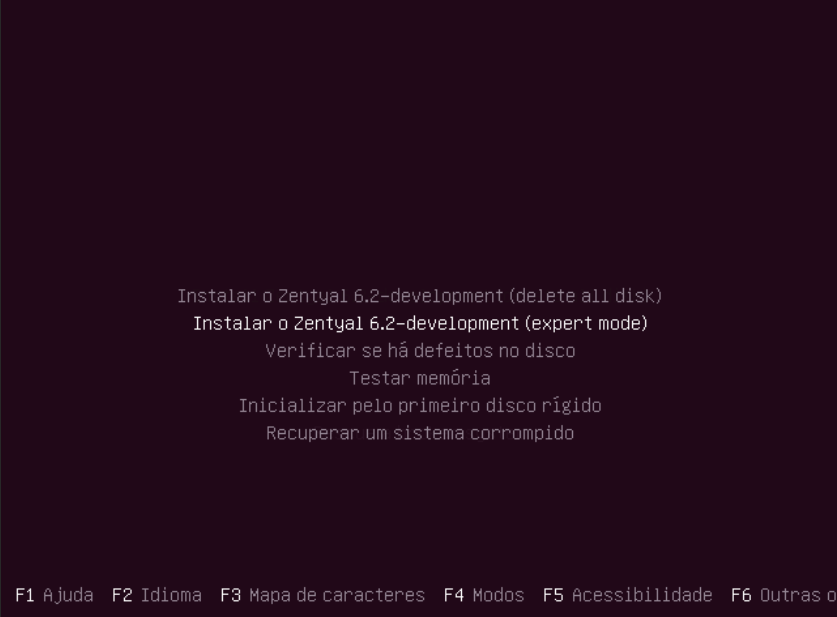 Instalar o Zentyal 6.2-development (delete all disk)
Instalar o Zentyal 6.2-development (expert mode)
Verificar se há defeitos no disco
Testar memória
Inicializar pelo primeiro disco rígido
Recuperar um sistema corrompido
F1 Ajuda F2 Idioma F3 Mapa de caracteres F4 Modos F5 Acessibilidade F6 Outras o